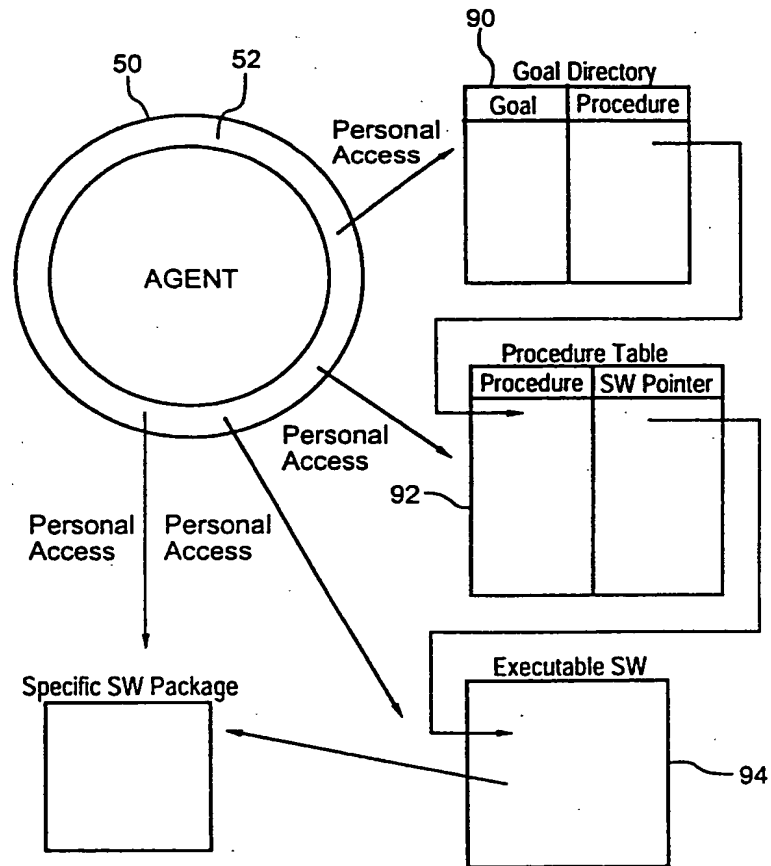 90
50
52
Goal Directory
Goal Procedure
Personal
Access
AGENT
Procedure Table
Procedure SW Pointer
Personal
Access
92
Personal
Access
Personal
Access
Specific SW Package
Executable SW
94